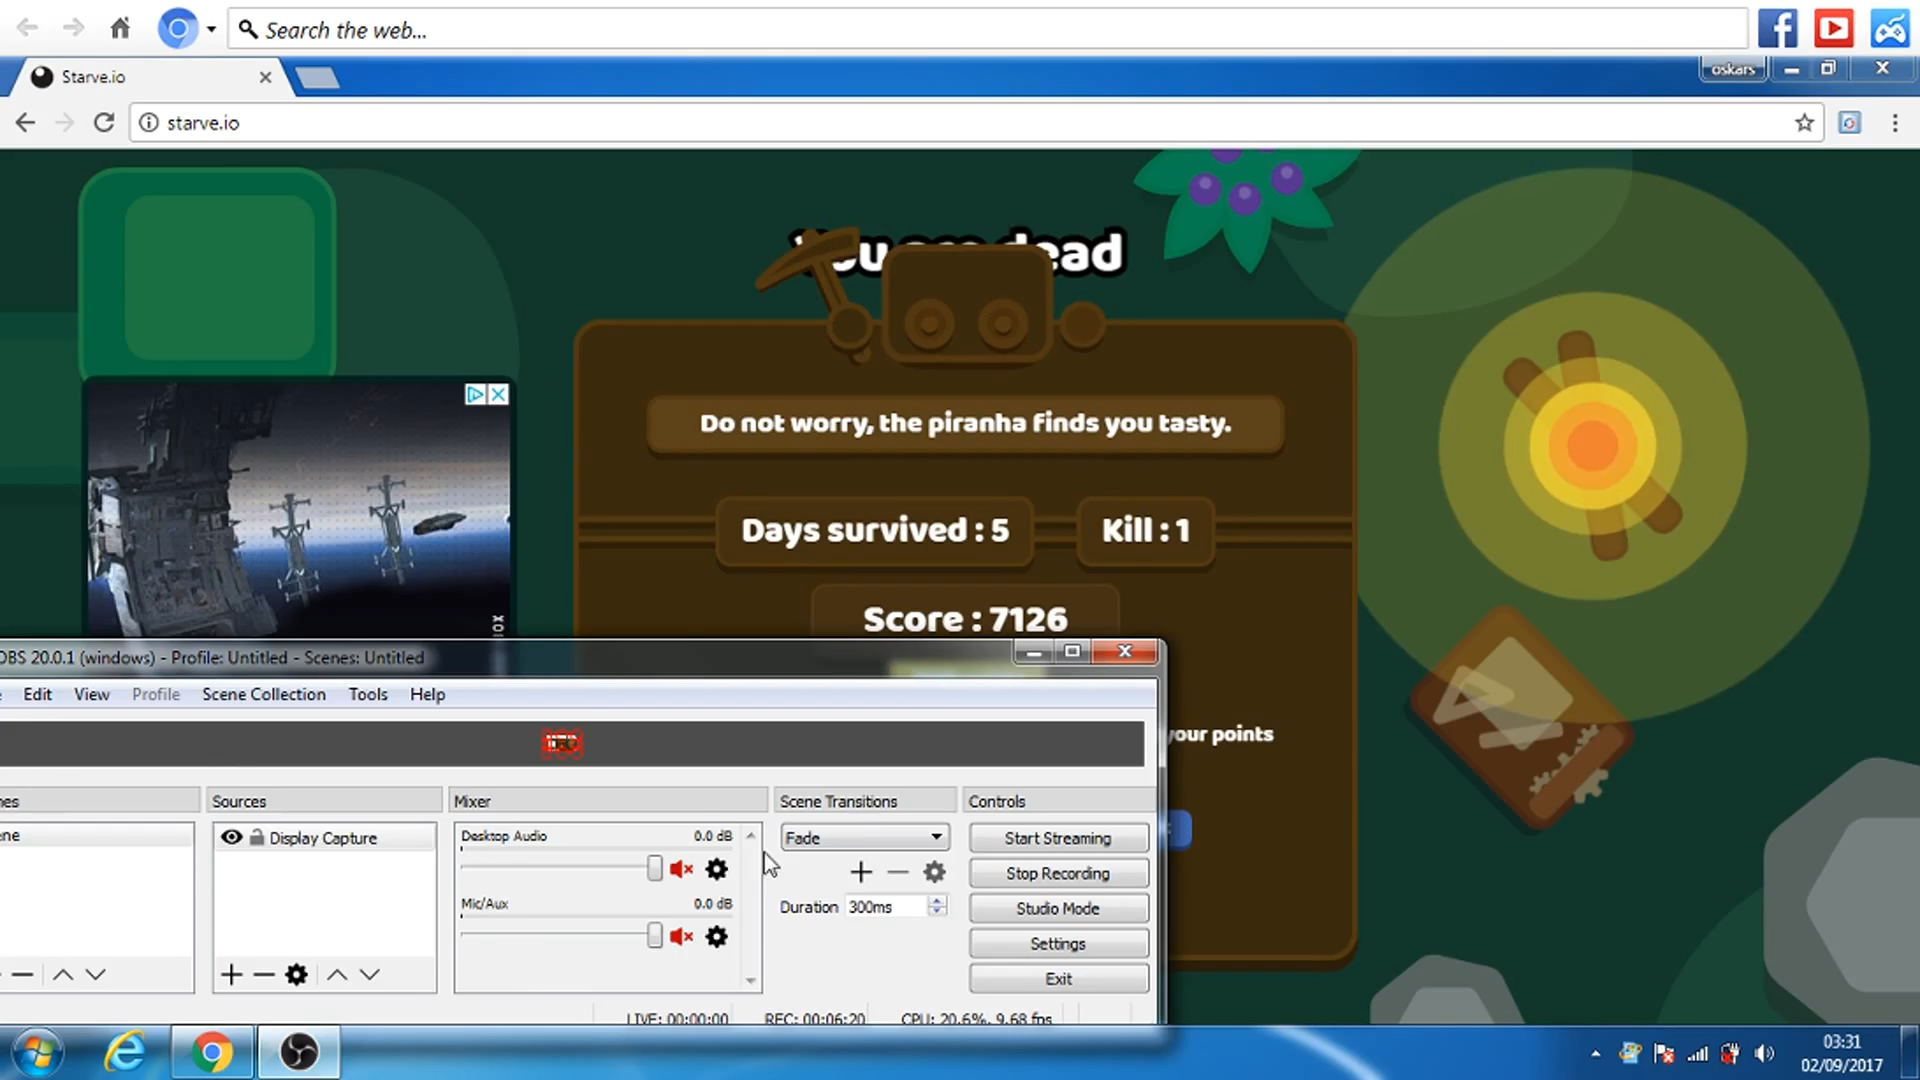 Search the web...
Starve.io
oskars
starve.io
You are dead
Do not worry, the piranha finds you tasty.
Days survived : 5
Kill : 1
Score : 7126
OBS 20.0.1 (windows) - Profile: Untitled - Scenes: Untitled
Edit View Profile Scene Collection Tools Help
your points
Sources
Mixer
Scene Transitions
Controls
Display Capture
Desktop Audio 0.0 dB
Fade
Start Streaming
Stop Recording
Mic/Aux 0.0 dB
Duration 300ms
Studio Mode
Settings
Exit
LIVE: 00:00:00
REC: 00:06:20
CPU: 20.6%, 9.68 fps
03:31
02/09/2017